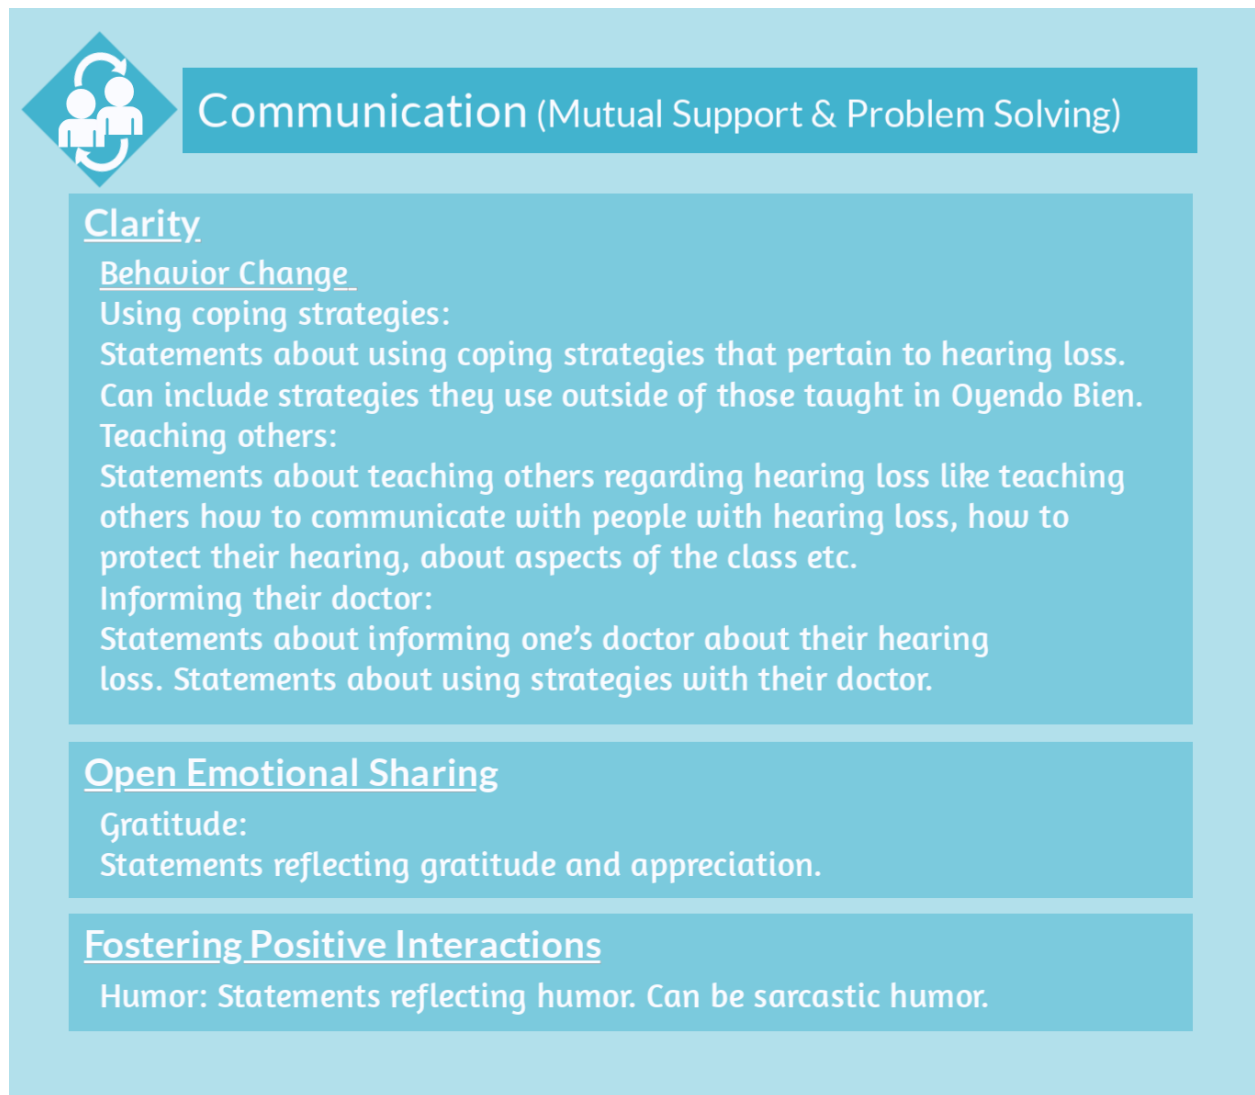 Communication (Mutual Support & Problem Solving)
Clarity
Behavior Change
Using coping strategies:
Statements about using coping strategies that pertain to hearing loss.
Can include strategies they use outside of those taught in Oyendo Bien.
Teaching others:
Statements about teaching others regarding hearing loss like teaching
others how to communicate with people with hearing loss, how to
protect their hearing, about aspects of the class etc.
Informing their doctor:
Statements about informing one’s doctor about their hearing
loss. Statements about using strategies with their doctor.
Open Emotional Sharing
Gratitude:
Statements reflecting gratitude and appreciation.
Fostering Positive Interactions
Humor: Statements reflecting humor. Can be sarcastic humor.